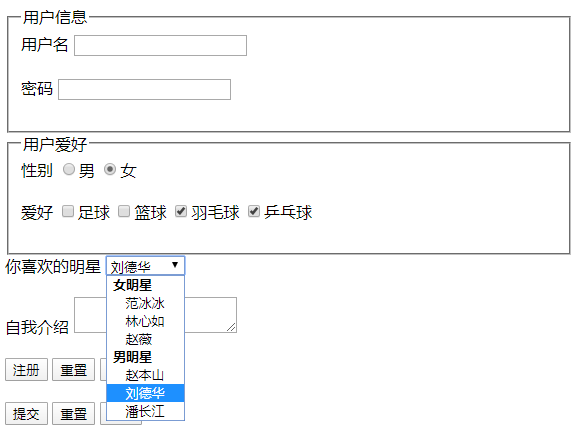 用户信息
用户名
密码
用户爱好
性别 男 女
爱好 足球 篮球 羽毛球 乒乓球
你喜欢的明星 刘德华
女明星
范冰冰
林心如
赵薇
男明星
赵本山
刘德华
潘长江
自我介绍
注册 重置
提交 重置